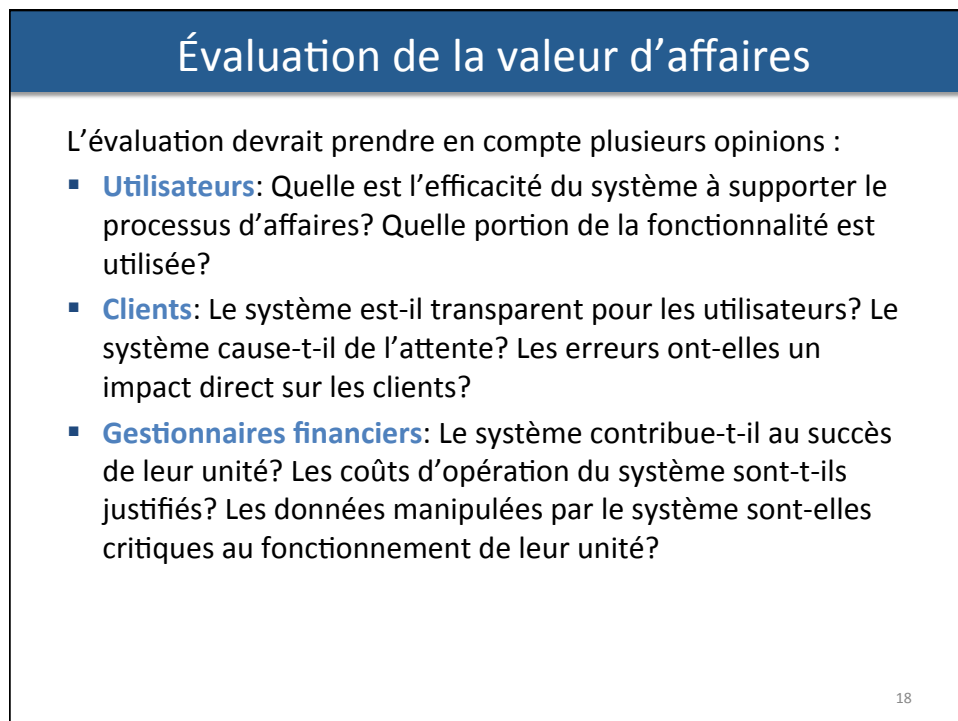 Évaluation de la valeur d’affaires
L’évaluation devrait prendre en compte plusieurs opinions :
▪ Utilisateurs: Quelle est l’efficacité du système à supporter le
processus d’affaires? Quelle portion de la fonctionnalité est
utilisée?
▪ Clients: Le système est-il transparent pour les utilisateurs? Le
système cause-t-il de l’attente? Les erreurs ont-elles un
impact direct sur les clients?
▪ Gestionnaires financiers: Le système contribue-t-il au succès
de leur unité? Les coûts d’opération du système sont-t-ils
justifiés? Les données manipulées par le système sont-elles
critiques au fonctionnement de leur unité?
18